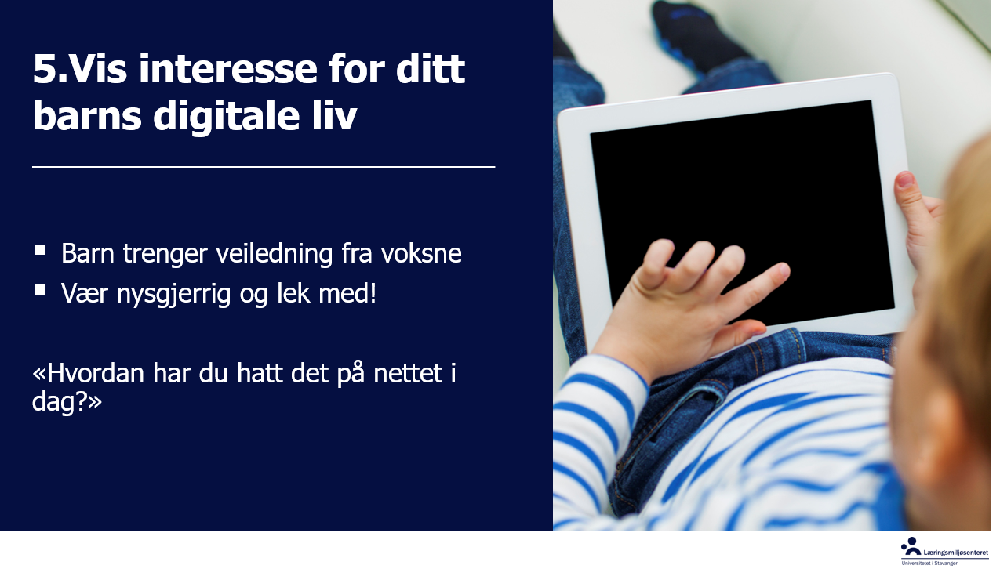 5.Vis interesse for ditt
barns digitale liv
▪ Barn trenger veiledning fra voksne
▪ Vær nysgjerrig og lek med!
«Hvordan har du hatt det på nettet i
dag?»
Læringsmiljøsenteret
Universitetet i Stavanger